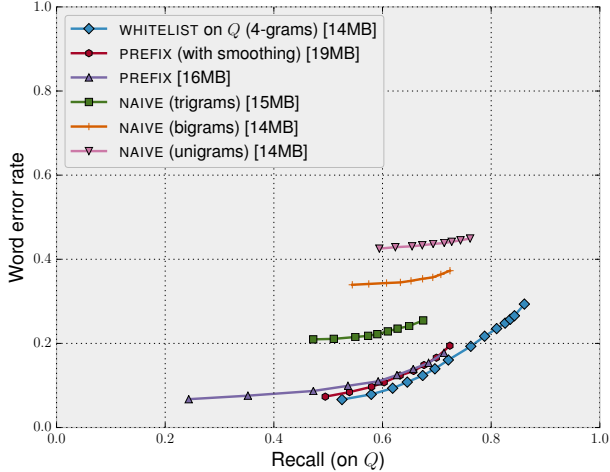 1.0
0.8
0.6
0.4
0.2
0.0
Word error rate
WHITELIST on Q (4-grams) [14MB]
PREFIX (with smoothing) [19MB]
PREFIX [16MB]
NAIVE (trigrams) [15MB]
NAIVE (bigrams) [14MB]
NAIVE (unigrams) [14MB]
0.0 0.2 0.4 0.6 0.8 1.0
Recall (on Q)